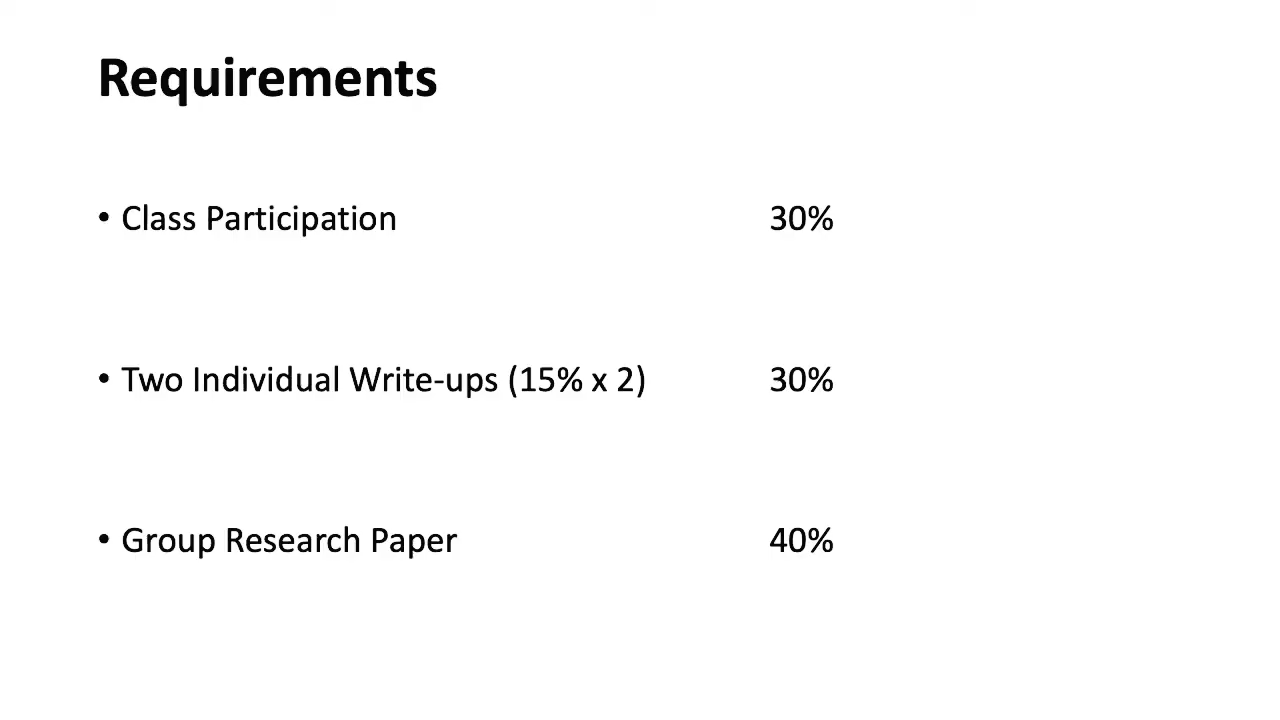 Requirements
• Class Participation 30%
• Two Individual Write-ups (15% x 2) 30%
• Group Research Paper 40%